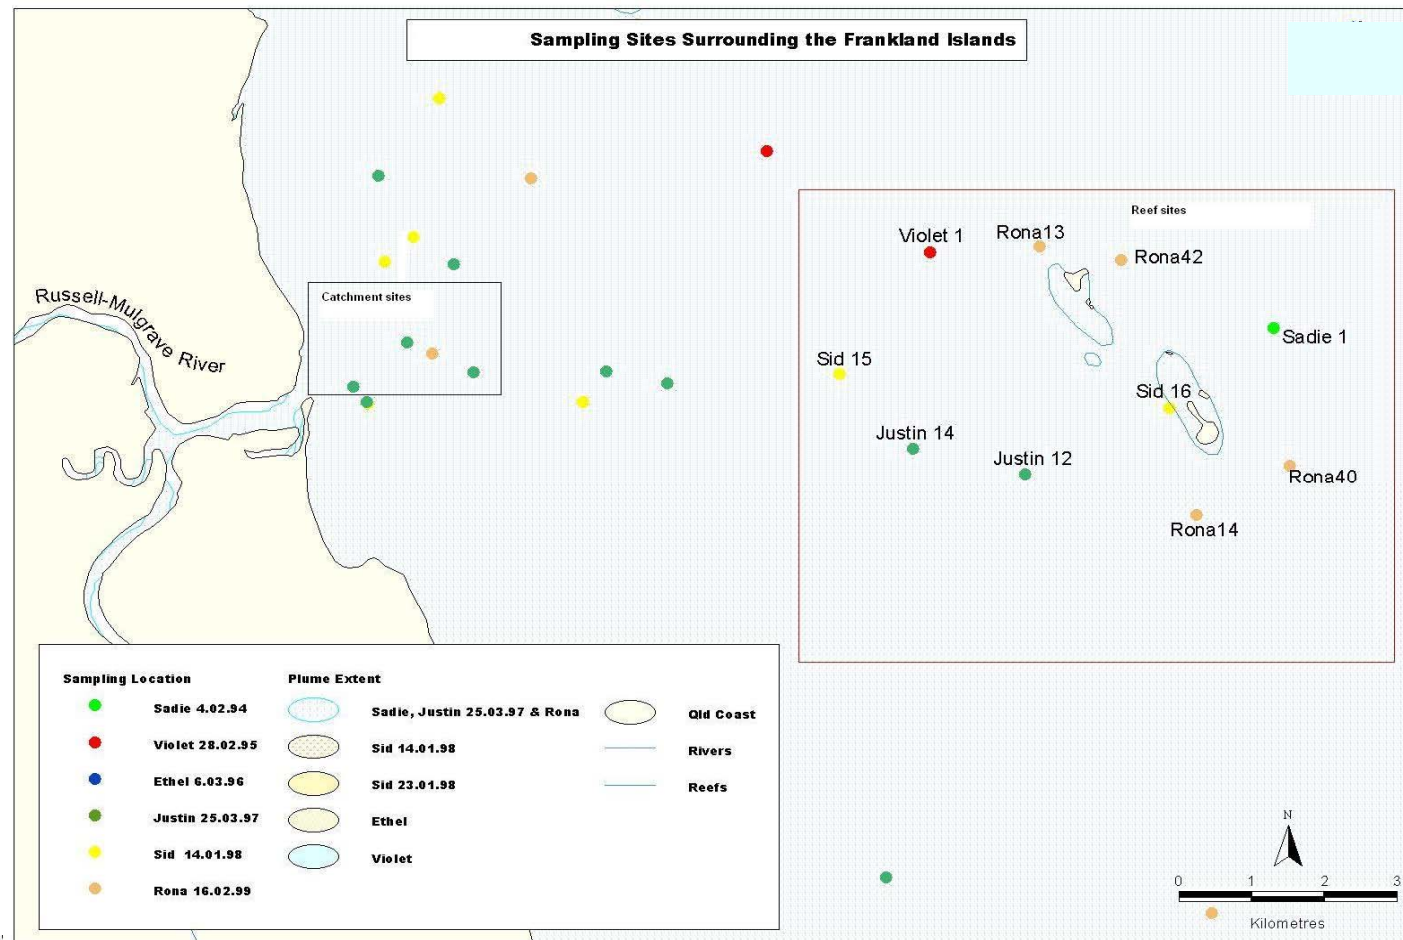 Sampling Sites Surrounding the Frankland Islands
Reef sites
Violet 1
Rona13
Rona42
Catchment sites
Russell-Mulgrave River
Sadie 1
Sid 15
Sid 16
Justin 14
Justin 12
Rona40
Rona14
Sampling Location
Sadie 4.02.94
Violet 28.02.95
Ethel 6.03.96
Justin 25.03.97
Sid 14.01.98
Rona 16.02.99
Plume Extent
Sadie, Justin 25.03.97 & Rona
Sid 14.01.98
Sid 23.01.98
Ethel
Violet
Qld Coast
Rivers
Reefs
N
0 1 2 3
Kilometres